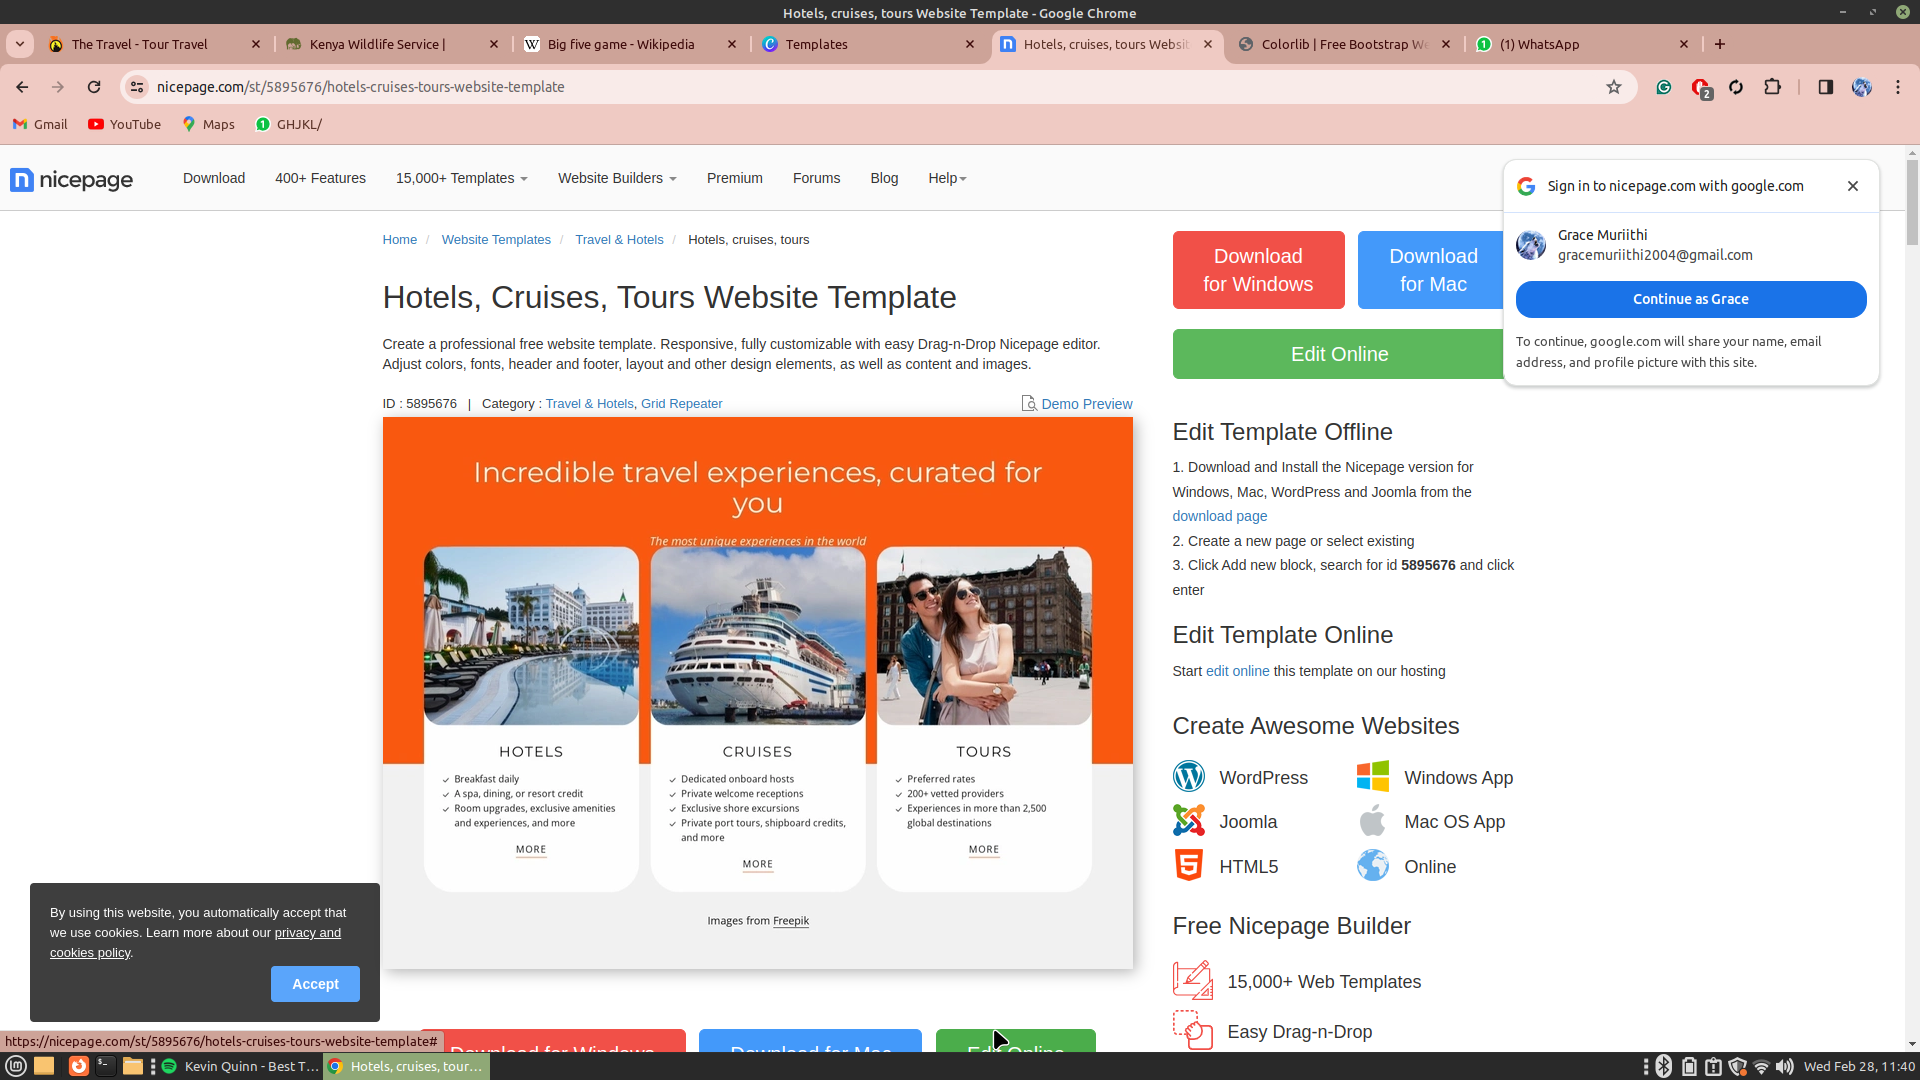 Hotels, cruises, tours Website Template - Google Chrome
The Travel - Tour Travel
Kenya Wildlife Service |
Big five game - Wikipedia
Templates
Hotels, cruises, tours Websit
Colorlib | Free Bootstrap We
(1) WhatsApp
nicepage.com/st/5895676/hotels-cruises-tours-website-template
2
Gmail
YouTube
Maps
GHJKL/
nicepage
Download
400+ Features
15,000+ Templates
Website Builders
Premium
Forums
Blog
Help
Sign in to nicepage.com with google.com
Grace Muriithi
gracemuriithi2004@gmail.com
Continue as Grace
To continue, google.com will share your name, email
address, and profile picture with this site.
Home / Website Templates / Travel & Hotels / Hotels, cruises, tours
Hotels, Cruises, Tours Website Template
Create a professional free website template. Responsive, fully customizable with easy Drag-n-Drop Nicepage editor.
Adjust colors, fonts, header and footer, layout and other design elements, as well as content and images.
ID : 5895676 | Category : Travel & Hotels, Grid Repeater
Demo Preview
Incredible travel experiences, curated for
you
The most unique experiences in the world
HOTELS
Breakfast daily
A spa, dining, or resort credit
Room upgrades, exclusive amenities
and experiences, and more
MORE
CRUISES
Dedicated onboard hosts
Private welcome receptions
Exclusive shore excursions
Private port tours, shipboard credits,
and more
MORE
TOURS
Preferred rates
200+ vetted providers
Experiences in more than 2,500
global destinations
MORE
Images from Freepik
Download for Windows
Download for Mac
Edit Online
Download
for Windows
Download
for Mac
Edit Online
Edit Template Offline
1. Download and Install the Nicepage version for
Windows, Mac, WordPress and Joomla from the
download page
2. Create a new page or select existing
3. Click Add new block, search for id 5895676 and click
enter
Edit Template Online
Start edit online this template on our hosting
Create Awesome Websites
WordPress
Windows App
Joomla
Mac OS App
HTML5
Online
Free Nicepage Builder
15,000+ Web Templates
Easy Drag-n-Drop
By using this website, you automatically accept that
we use cookies. Learn more about our privacy and
cookies policy.
Accept
https://nicepage.com/st/5895676/hotels-cruises-tours-website-template#
Kevin Quinn - Best T...
Hotels, cruises, tour...
Wed Feb 28, 11:40